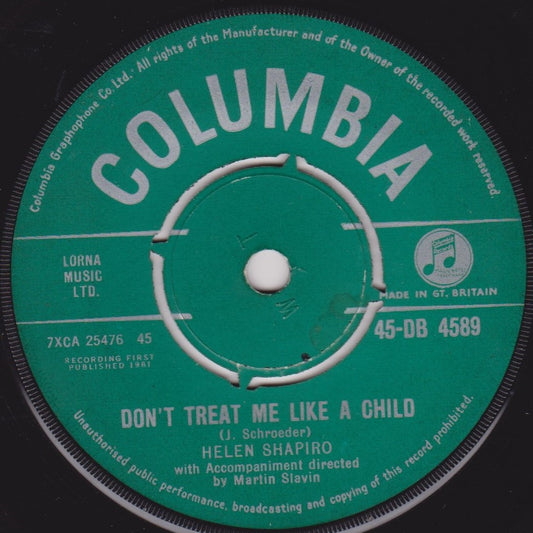 Columbia Graphophone Co. Ltd. · All rights of the Manufacturer and of the Owner of the recorded work reserved.
COLUMBIA
LORNA
MUSIC
LTD.
MADE IN GT. BRITAIN
7XCA 25476 45
RECORDING FIRST
PUBLISHED 1961
45-DB 4589
DON'T TREAT ME LIKE A CHILD
(J. Schroeder)
HELEN SHAPIRO
with Accompaniment directed
by Martin Slavin
Unauthorised public performance, broadcasting and copying of this record prohibited.